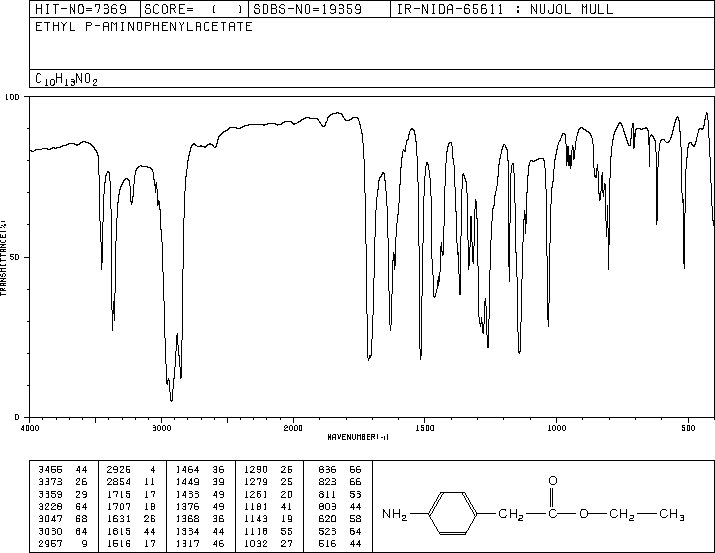 HIT-NO=7369 SCORE= ( ) SDBS-NO=19359 IR-NIDA-65611 : NUJOL MULL
ETHYL P-AMINOPHENYLACETATE
C10H13NO2
100
50
0
TRANSMITTANCE(%)
4000 3000 2000 1500 1000 500
WAVENUMBER(-1)
3455 44 2925 4 1464 36 1290 26 836 66
3373 26 2854 11 1449 39 1279 25 823 66
3359 29 1715 17 1433 49 1261 20 811 53
3228 64 1707 18 1376 49 1181 41 803 44
3047 68 1631 26 1368 36 1143 19 620 58
3030 64 1615 44 1334 44 1118 55 523 54
2957 9 1516 17 1317 46 1032 27 516 44
O
NH2 CH2 C O CH2 CH3